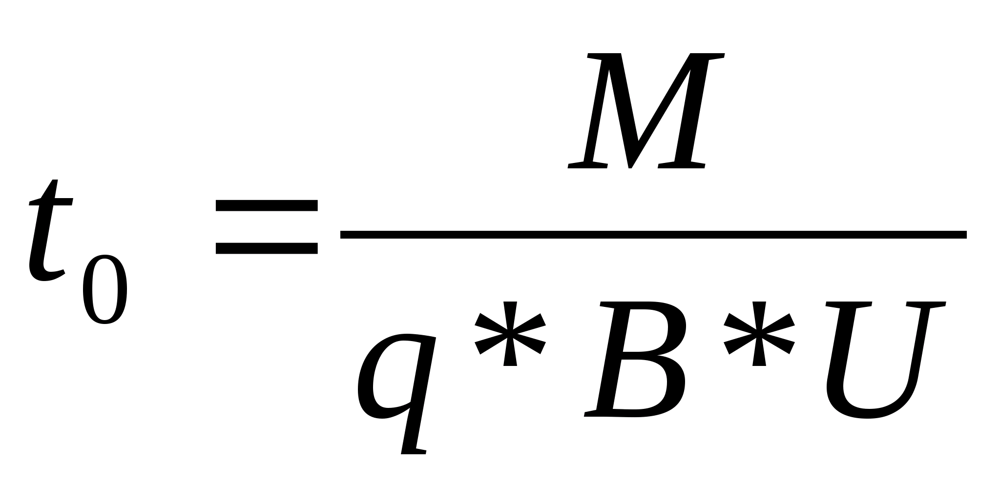 t₀ = M / q * B * U